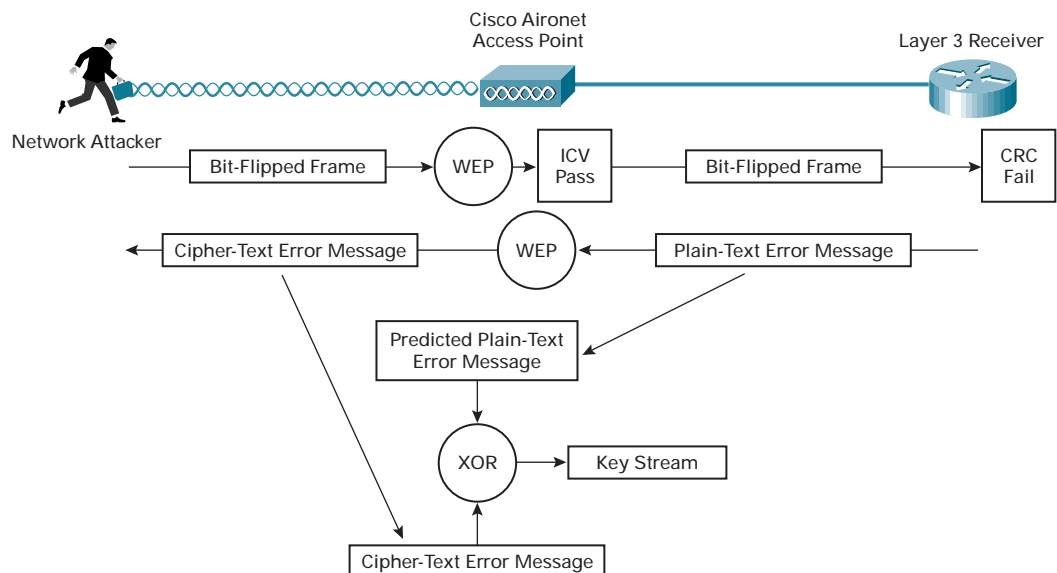 Cisco Aironet
Access Point
Layer 3 Receiver
Network Attacker
Bit-Flipped Frame
WEP
ICV
Pass
Bit-Flipped Frame
CRC
Fail
Cipher-Text Error Message
WEP
Plain-Text Error Message
Predicted Plain-Text
Error Message
XOR
Key Stream
Cipher-Text Error Message